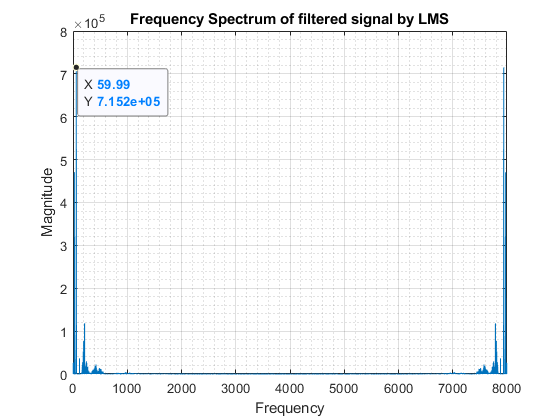 Frequency Spectrum of filtered signal by LMS
×10^5
8
7
6
5
4
3
2
1
0
Magnitude
X 59.99
Y 7.152e+05
0 1000 2000 3000 4000 5000 6000 7000 8000
Frequency